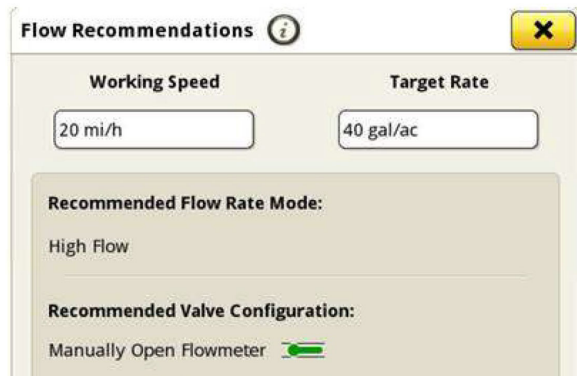 Flow Recommendations i
Working Speed Target Rate
20 mi/h 40 gal/ac
Recommended Flow Rate Mode:
High Flow
Recommended Valve Configuration:
Manually Open Flowmeter